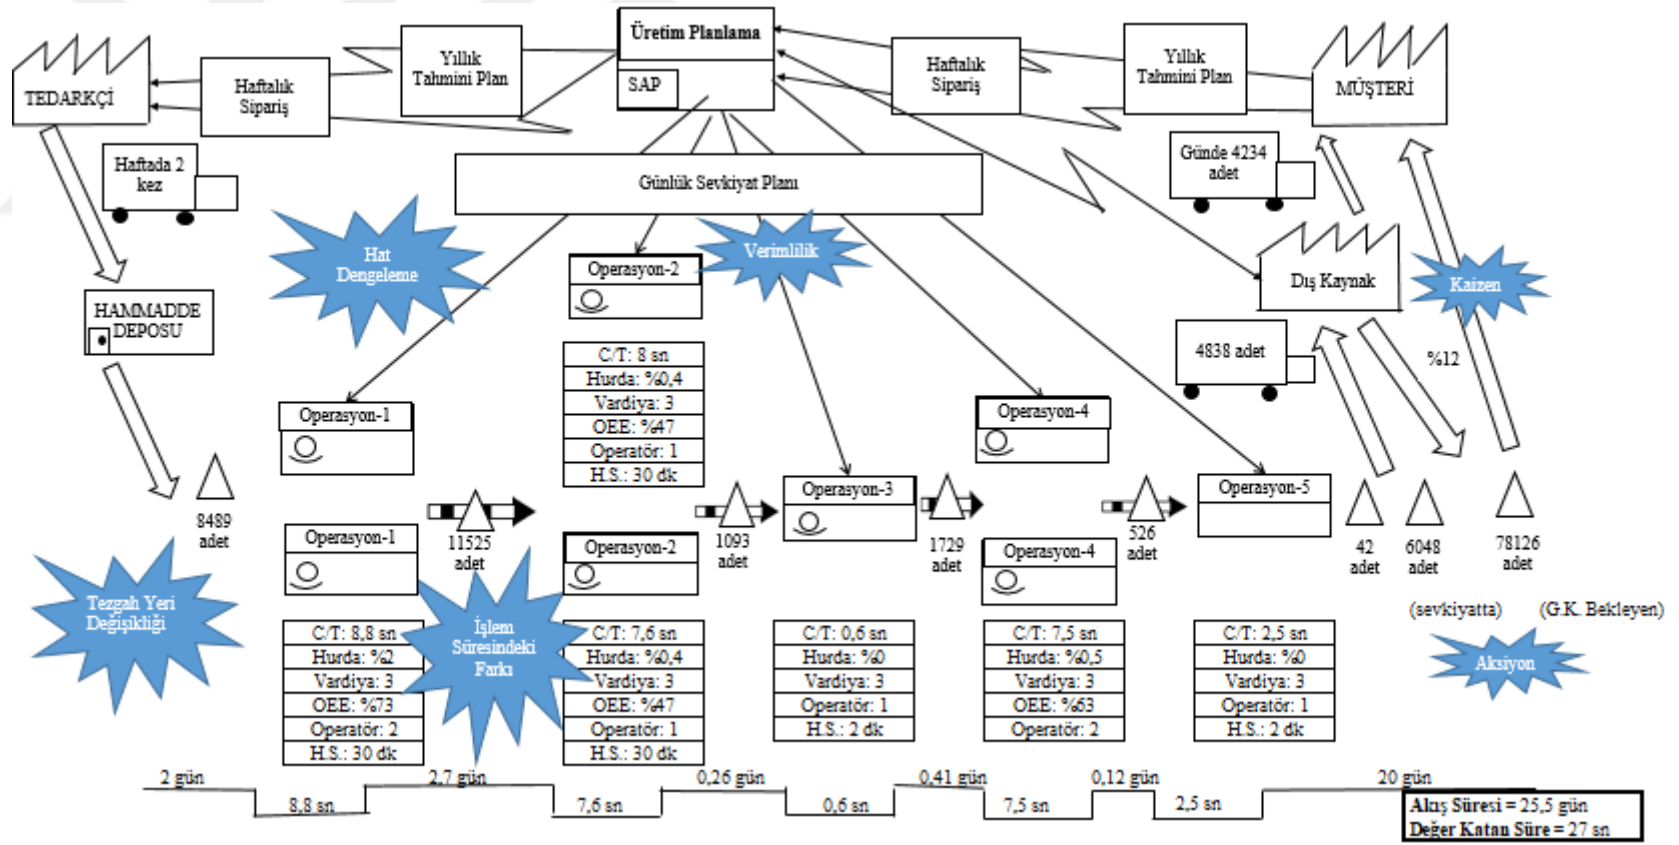 Üretim Planlama
SAP
TEDARKÇİ
Haftalık
Sipariş
Yıllık
Tahmini Plan
Haftalık
Sipariş
Yıllık
Tahmini Plan
MÜŞTERİ
Haftada 2
kez
Günlük Sevkiyat Planı
Günde 4234
adet
Hat
Dengeleme
Operasyon-2
Verimlilik
Dış Kaynak
Kaizen
HAMMADDE
DEPOSU
C/T: 8 sn
Hurda: %0,4
Vardiya: 3
OEE: %47
Operatör: 1
H.S.: 30 dk
4838 adet
%12
Operasyon-1
Operasyon-4
8489
adet
Operasyon-1
11525
adet
Operasyon-2
1093
adet
Operasyon-3
1729
adet
Operasyon-4
526
adet
Operasyon-5
42
adet
6048
adet
78126
adet
(sevkiyatta)
(G.K. Bekleyen)
Tezgah Yeri
Değişikliği
İşlem
Süresindeki
Farkı
Aksiyon
C/T: 8,8 sn
Hurda: %2
Vardiya: 3
OEE: %73
Operatör: 2
H.S.: 30 dk
C/T: 7,6 sn
Hurda: %0,4
Vardiya: 3
OEE: %47
Operatör: 1
H.S.: 30 dk
C/T: 0,6 sn
Hurda: %0
Vardiya: 3
Operatör: 1
H.S.: 2 dk
C/T: 7,5 sn
Hurda: %0,5
Vardiya: 3
OEE: %63
Operatör: 2
C/T: 2,5 sn
Hurda: %0
Vardiya: 3
Operatör: 1
H.S.: 2 dk
2 gün
8,8 sn
2,7 gün
7,6 sn
0,26 gün
0,6 sn
0,41 gün
7,5 sn
0,12 gün
2,5 sn
20 gün
Akış Süresi = 25,5 gün
Değer Katan Süre = 27 sn